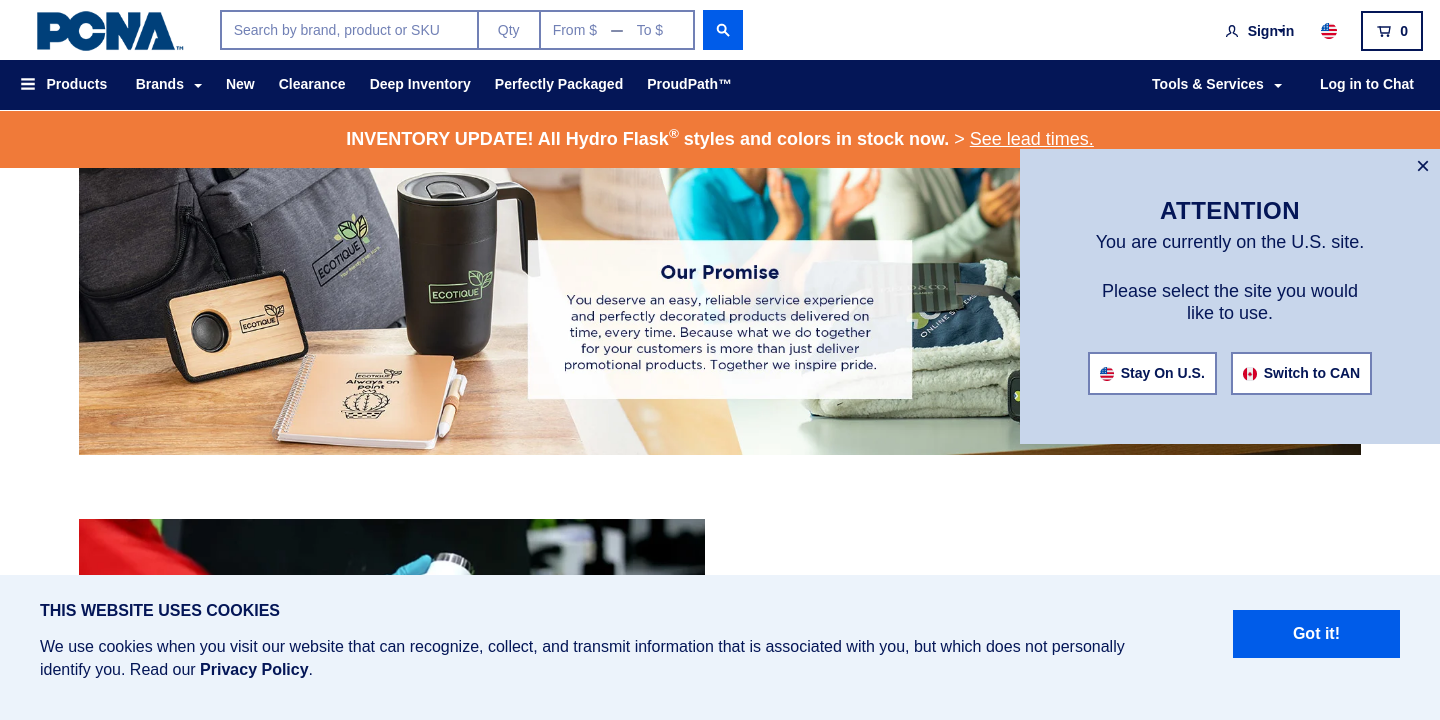 PCNA™
Search by brand, product or SKU
Qty
From $ — To $
Sign in
0
Products
Brands
New
Clearance
Deep Inventory
Perfectly Packaged
ProudPath™
Tools & Services
Log in to Chat
INVENTORY UPDATE! All Hydro Flask® styles and colors in stock now. > See lead times.
ECOTIQUE
ECOTIQUE
ECOTIQUE
ECOTIQUE
Always on
point
Our Promise
You deserve an easy, reliable service experience
and perfectly decorated products delivered on
time, every time. Because what we do together
for your customers is more than just deliver
promotional products. Together we inspire pride.
×
ATTENTION
You are currently on the U.S. site.
Please select the site you would
like to use.
Stay On U.S.
Switch to CAN
THIS WEBSITE USES COOKIES
We use cookies when you visit our website that can recognize, collect, and transmit information that is associated with you, but which does not personally
identify you. Read our Privacy Policy.
Got it!